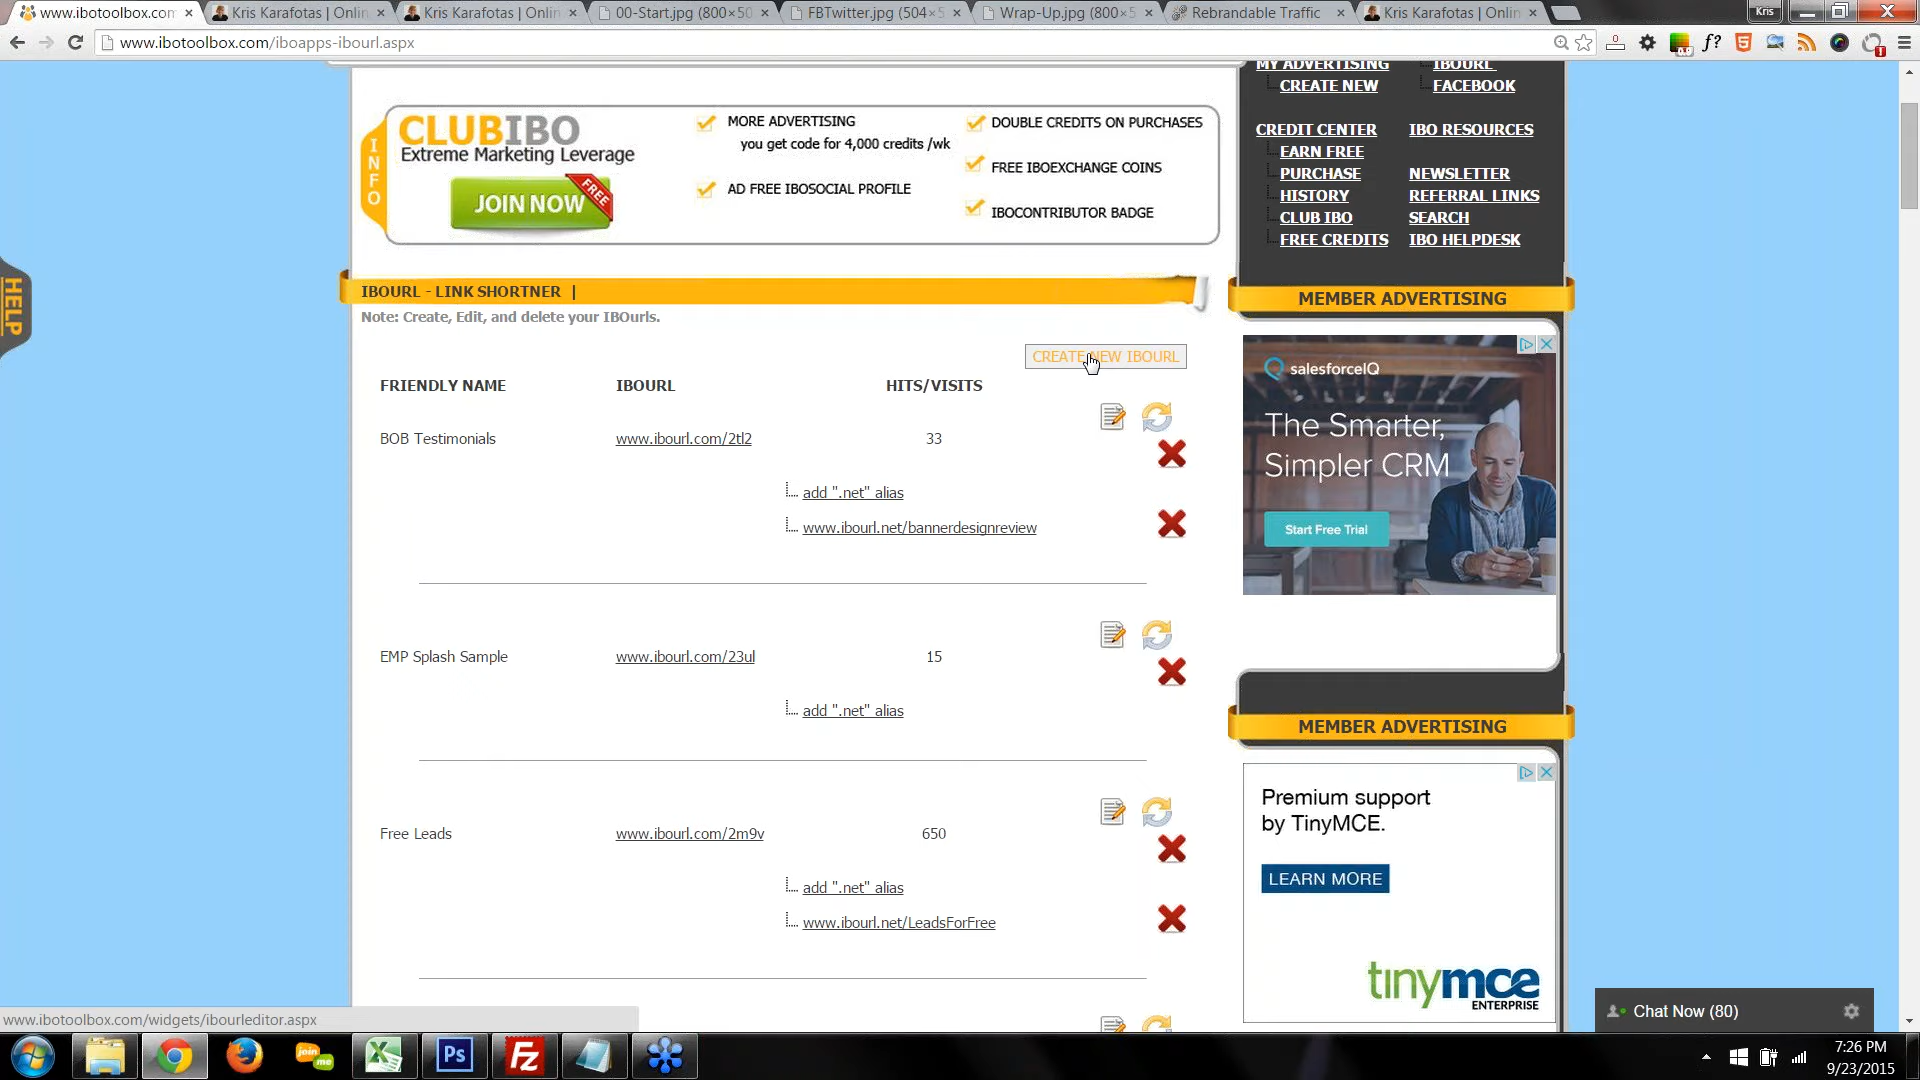 www.ibotoolbox.com
Kris Karafotas | Onlin
Kris Karafotas | Onlin
00-Start.jpg (800×50
FBTwitter.jpg (504×5
Wrap-Up.jpg (800×5
Rebrandable Traffic
Kris Karafotas | Onlin
Kris
www.ibotoolbox.com/iboapps-ibourl.aspx
CLUBIBO
Extreme Marketing Leverage
INFO
JOIN NOW
FREE
MORE ADVERTISING
you get code for 4,000 credits /wk
AD FREE IBOSOCIAL PROFILE
DOUBLE CREDITS ON PURCHASES
FREE IBOEXCHANGE COINS
IBOCONTRIBUTOR BADGE
MY ADVERTISING
CREATE NEW
IBOURL
FACEBOOK
CREDIT CENTER
EARN FREE
PURCHASE
HISTORY
CLUB IBO
FREE CREDITS
IBO RESOURCES
NEWSLETTER
REFERRAL LINKS
SEARCH
IBO HELPDESK
HELP
IBOURL - LINK SHORTNER |
Note: Create, Edit, and delete your IBOurls.
CREATE NEW IBOURL
FRIENDLY NAME IBOURL HITS/VISITS
BOB Testimonials www.ibourl.com/2tl2 33
add ".net" alias
www.ibourl.net/bannerdesignreview
EMP Splash Sample www.ibourl.com/23ul 15
add ".net" alias
Free Leads www.ibourl.com/2m9v 650
add ".net" alias
www.ibourl.net/LeadsForFree
MEMBER ADVERTISING
salesforceIQ
The Smarter,
Simpler CRM
Start Free Trial
MEMBER ADVERTISING
Premium support
by TinyMCE.
LEARN MORE
tinymce
ENTERPRISE
Chat Now (80)
www.ibotoolbox.com/widgets/ibourleditor.aspx
join me
Ps
Fz
7:26 PM
9/23/2015